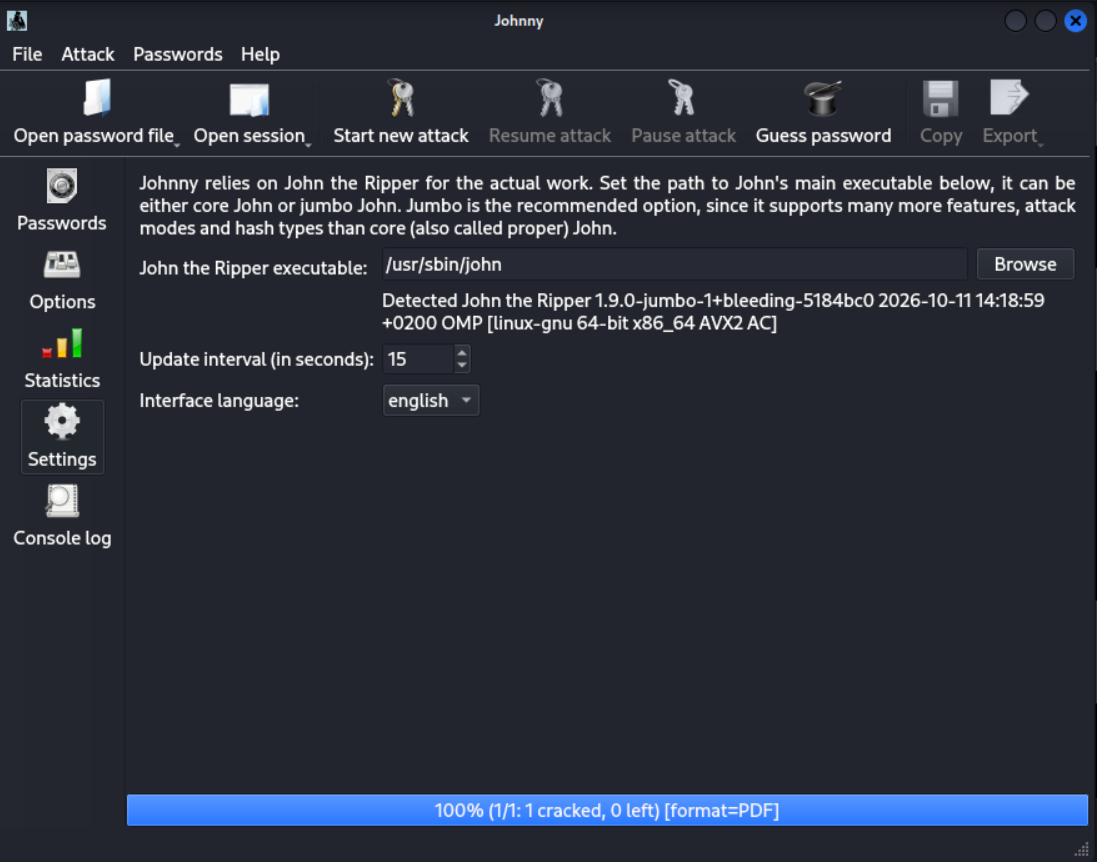 Johnny
File Attack Passwords Help
Open password file Open session Start new attack Resume attack Pause attack Guess password Copy Export
Passwords
Options
Statistics
Settings
Console log
Johnny relies on John the Ripper for the actual work. Set the path to John's main executable below, it can be
either core John or jumbo John. Jumbo is the recommended option, since it supports many more features, attack
modes and hash types than core (also called proper) John.
John the Ripper executable: /usr/sbin/john Browse
Detected John the Ripper 1.9.0-jumbo-1+bleeding-5184bc0 2026-10-11 14:18:59
+0200 OMP [linux-gnu 64-bit x86_64 AVX2 AC]
Update interval (in seconds): 15
Interface language: english
100% (1/1: 1 cracked, 0 left) [format=PDF]